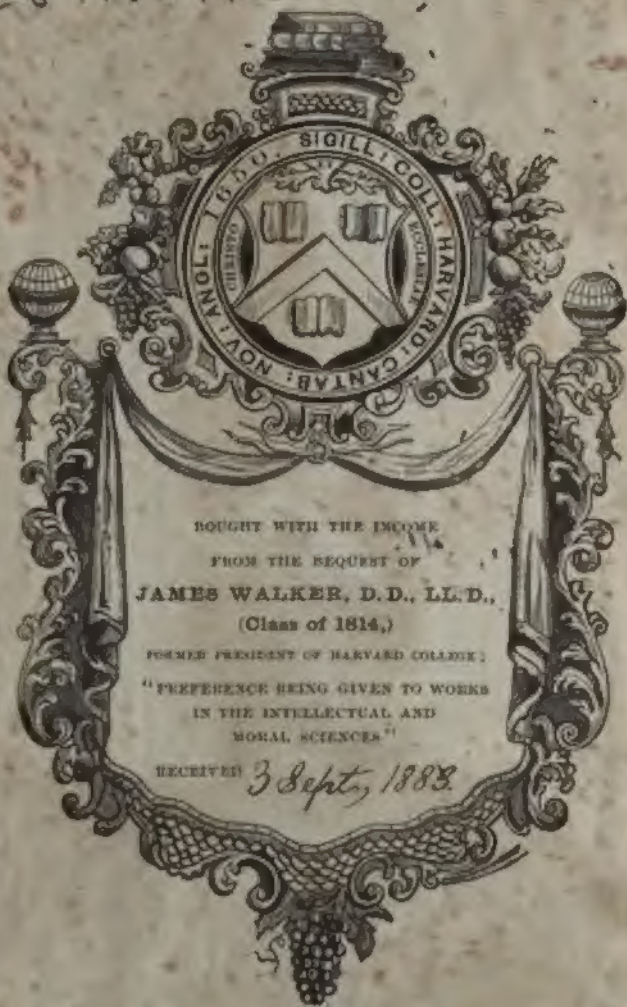 SIGILL: COLL: HARVARD: CANTAB: NOV: ANGL: 1650.
CHRISTO
ECCLESIAE
BOUGHT WITH THE INCOME
FROM THE BEQUEST OF
JAMES WALKER, D.D., LL.D.,
(Class of 1814,)
FORMER PRESIDENT OF HARVARD COLLEGE;
"PREFERENCE BEING GIVEN TO WORKS
IN THE INTELLECTUAL AND
MORAL SCIENCES"
RECEIVED 3 Sept, 1883.